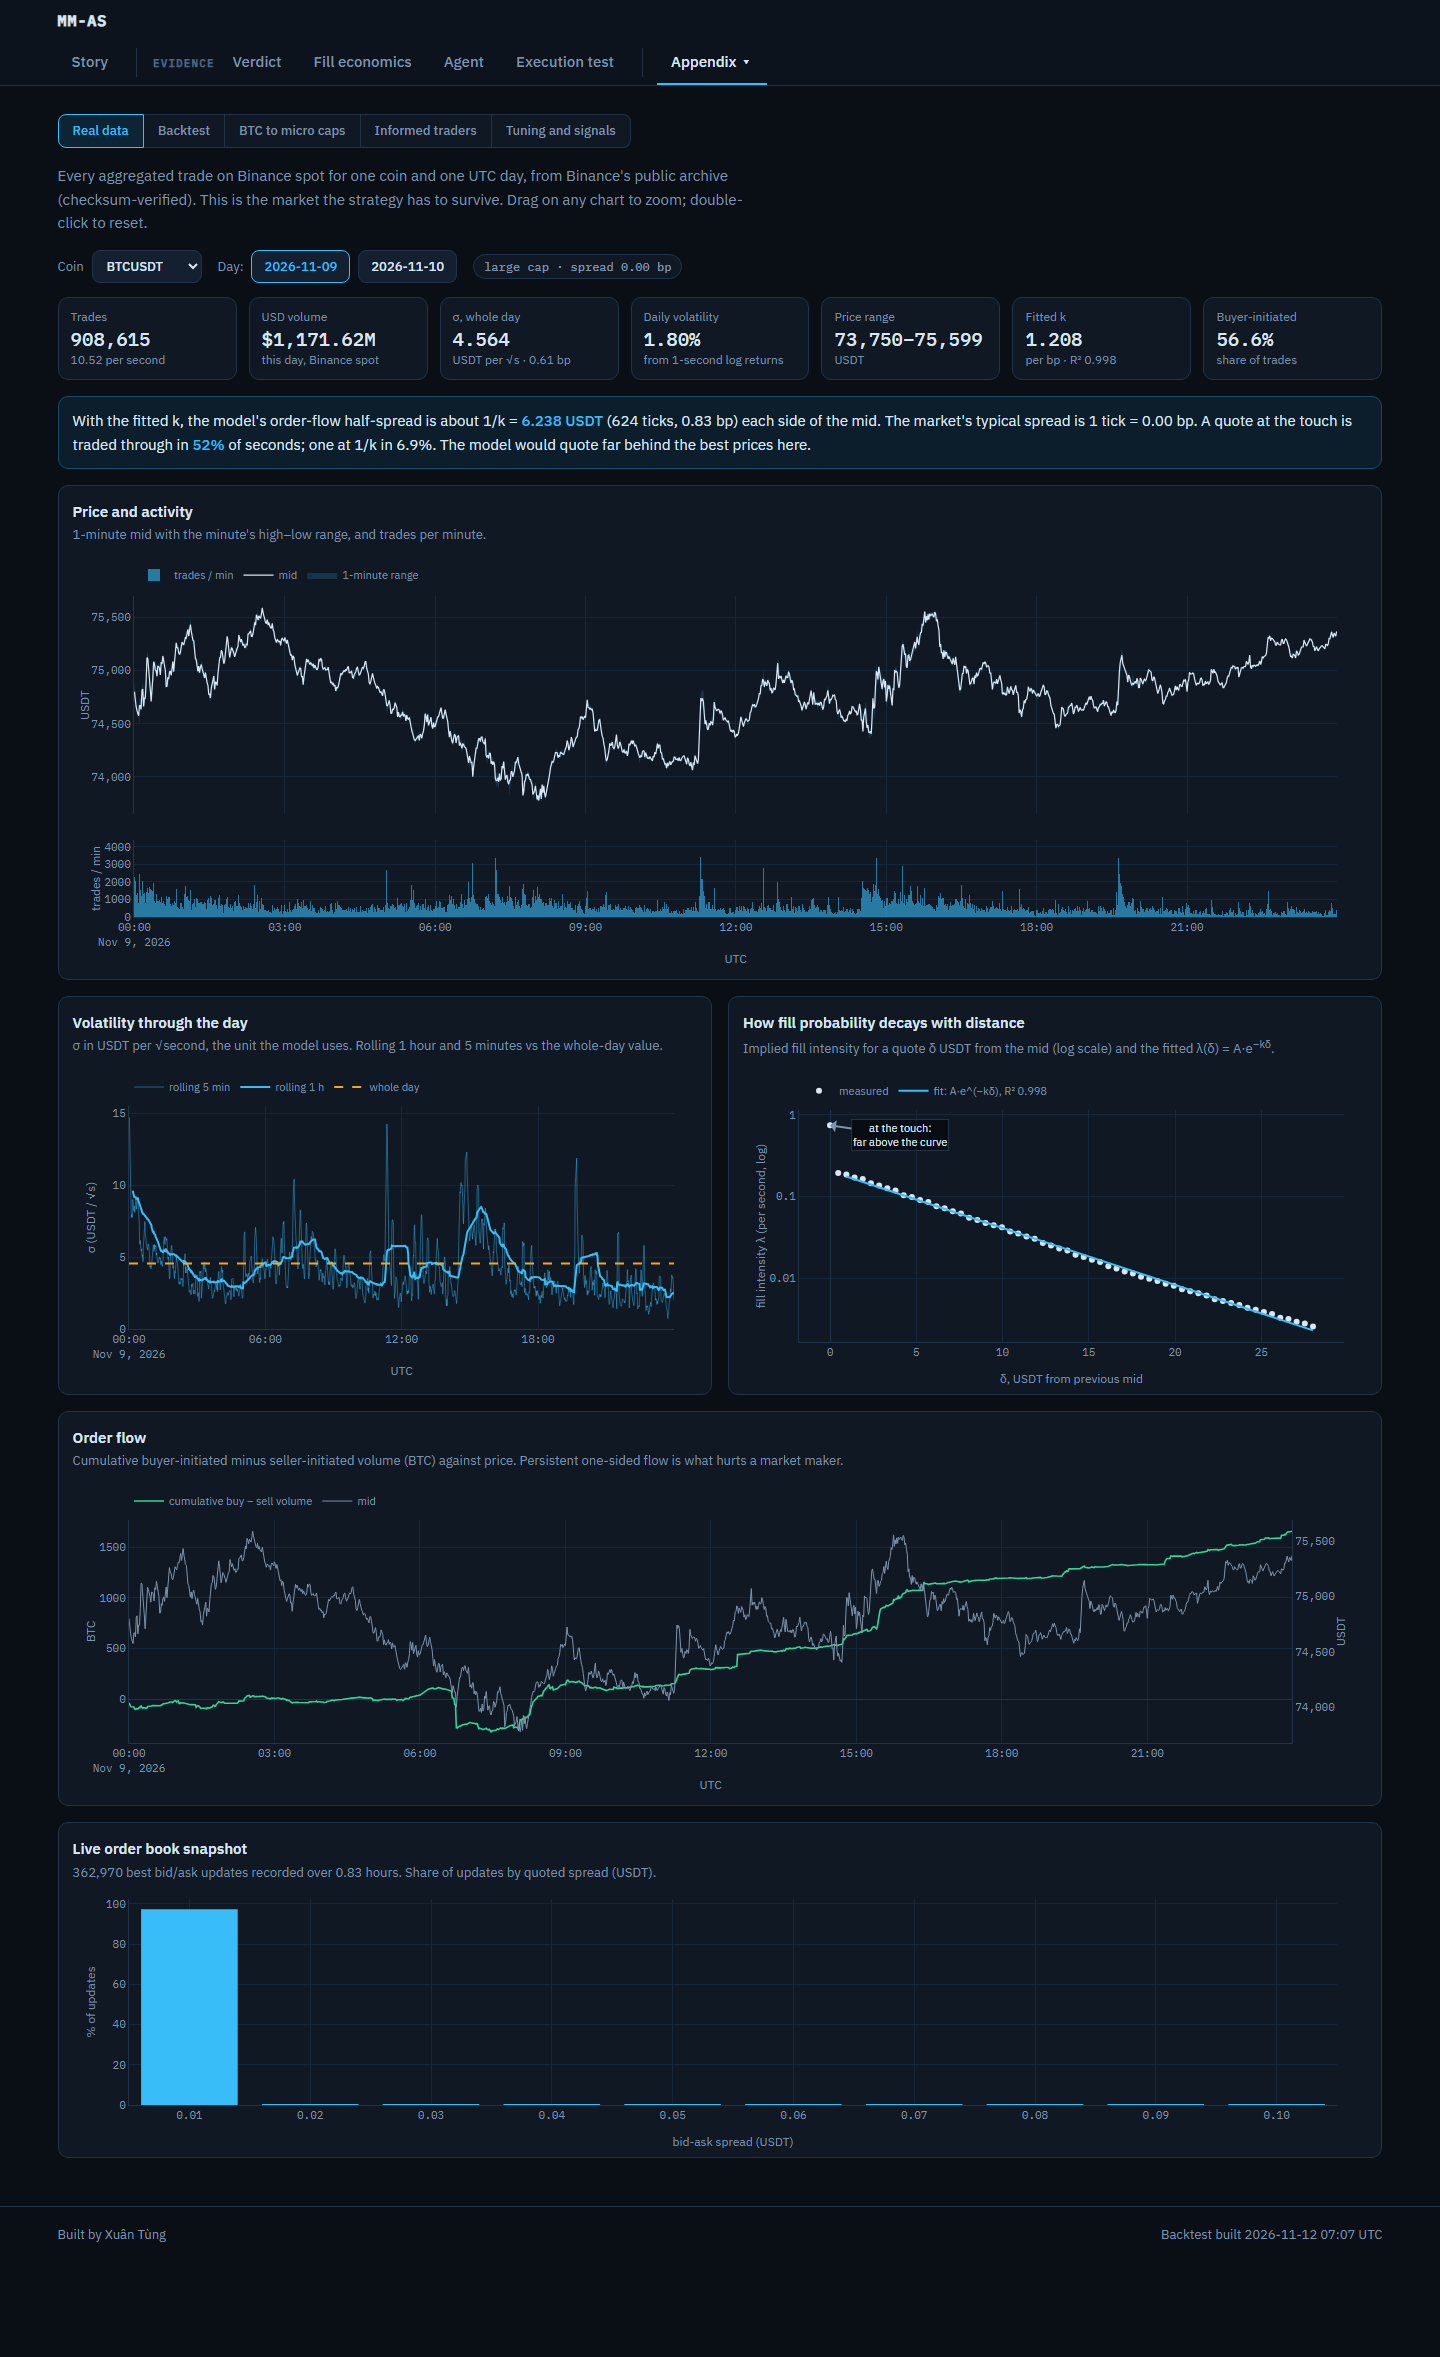 MM-AS
Story EVIDENCE Verdict Fill economics Agent Execution test Appendix ▾
Real data Backtest BTC to micro caps Informed traders Tuning and signals
Every aggregated trade on Binance spot for one coin and one UTC day, from Binance's public archive
(checksum-verified). This is the market the strategy has to survive. Drag on any chart to zoom; double-
click to reset.
Coin BTCUSDT Day: 2026-11-09 2026-11-10 large cap · spread 0.00 bp
Trades
908,615
10.52 per second
USD volume
$1,171.62M
this day, Binance spot
σ, whole day
4.564
USDT per √s · 0.61 bp
Daily volatility
1.80%
from 1-second log returns
Price range
73,750–75,599
USDT
Fitted k
1.208
per bp · R² 0.998
Buyer-initiated
56.6%
share of trades
With the fitted k, the model's order-flow half-spread is about 1/k = 6.238 USDT (624 ticks, 0.83 bp) each side of the mid. The market's typical spread is 1 tick = 0.00 bp. A quote at the touch is
traded through in 52% of seconds; one at 1/k in 6.9%. The model would quote far behind the best prices here.
Price and activity
1-minute mid with the minute's high–low range, and trades per minute.
trades / min mid 1-minute range
75,500
75,000
74,500
74,000
USDT
4000
3000
2000
1000
0
trades / min
00:00 03:00 06:00 09:00 12:00 15:00 18:00 21:00
Nov 9, 2026
UTC
Volatility through the day
σ in USDT per √second, the unit the model uses. Rolling 1 hour and 5 minutes vs the whole-day value.
rolling 5 min rolling 1 h whole day
15
10
5
0
σ (USDT / √s)
00:00 06:00 12:00 18:00
Nov 9, 2026
UTC
How fill probability decays with distance
Implied fill intensity for a quote δ USDT from the mid (log scale) and the fitted λ(δ) = A·e−kδ.
measured fit: A·e^(−kδ), R² 0.998
at the touch:
far above the curve
1
0.1
0.01
fill intensity λ (per second, log)
0 5 10 15 20 25
δ, USDT from previous mid
Order flow
Cumulative buyer-initiated minus seller-initiated volume (BTC) against price. Persistent one-sided flow is what hurts a market maker.
cumulative buy − sell volume mid
1500
1000
500
0
BTC
75,500
75,000
74,500
74,000
USDT
00:00 03:00 06:00 09:00 12:00 15:00 18:00 21:00
Nov 9, 2026
UTC
Live order book snapshot
362,970 best bid/ask updates recorded over 0.83 hours. Share of updates by quoted spread (USDT).
100
80
60
40
20
0
% of updates
0.01 0.02 0.03 0.04 0.05 0.06 0.07 0.08 0.09 0.10
bid-ask spread (USDT)
Built by Xuân Tùng Backtest built 2026-11-12 07:07 UTC